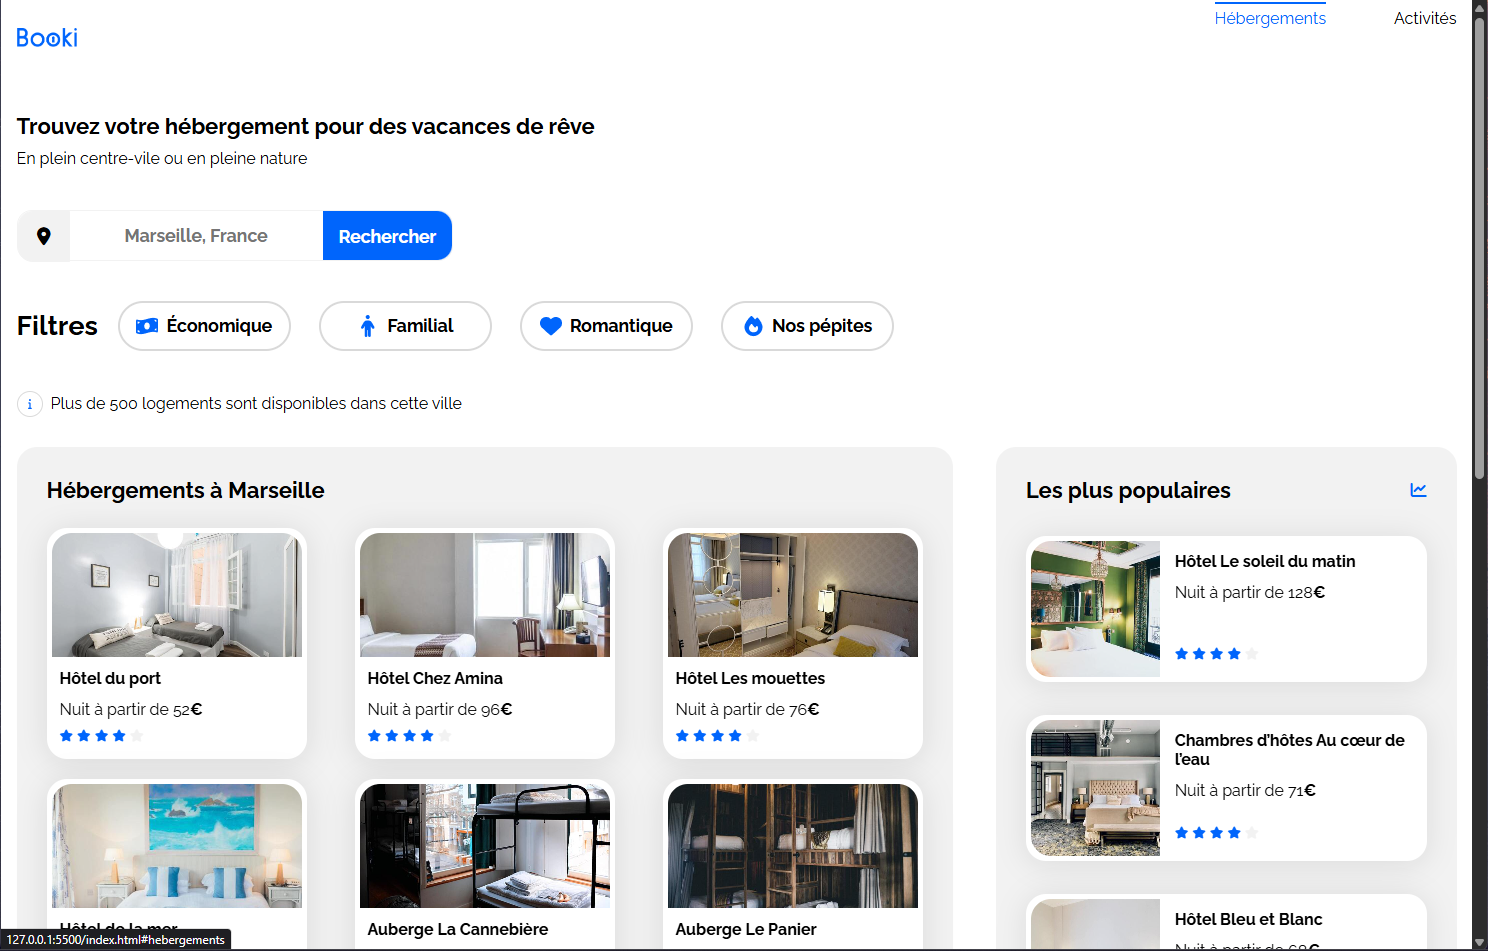 Booki
Hébergements
Activités
Trouvez votre hébergement pour des vacances de rêve
En plein centre-vile ou en pleine nature
Marseille, France
Rechercher
Filtres
Économique
Familial
Romantique
Nos pépites
i
Plus de 500 logements sont disponibles dans cette ville
Hébergements à Marseille
Hôtel du port
Nuit à partir de 52€
Hôtel Chez Amina
Nuit à partir de 96€
Hôtel Les mouettes
Nuit à partir de 76€
Hôtel de la mer
Auberge La Cannebière
Auberge Le Panier
Les plus populaires
Hôtel Le soleil du matin
Nuit à partir de 128€
Chambres d'hôtes Au cœur de
l'eau
Nuit à partir de 71€
Hôtel Bleu et Blanc
Nuit à partir de 68€
127.0.0.1:5500/index.html#hebergements